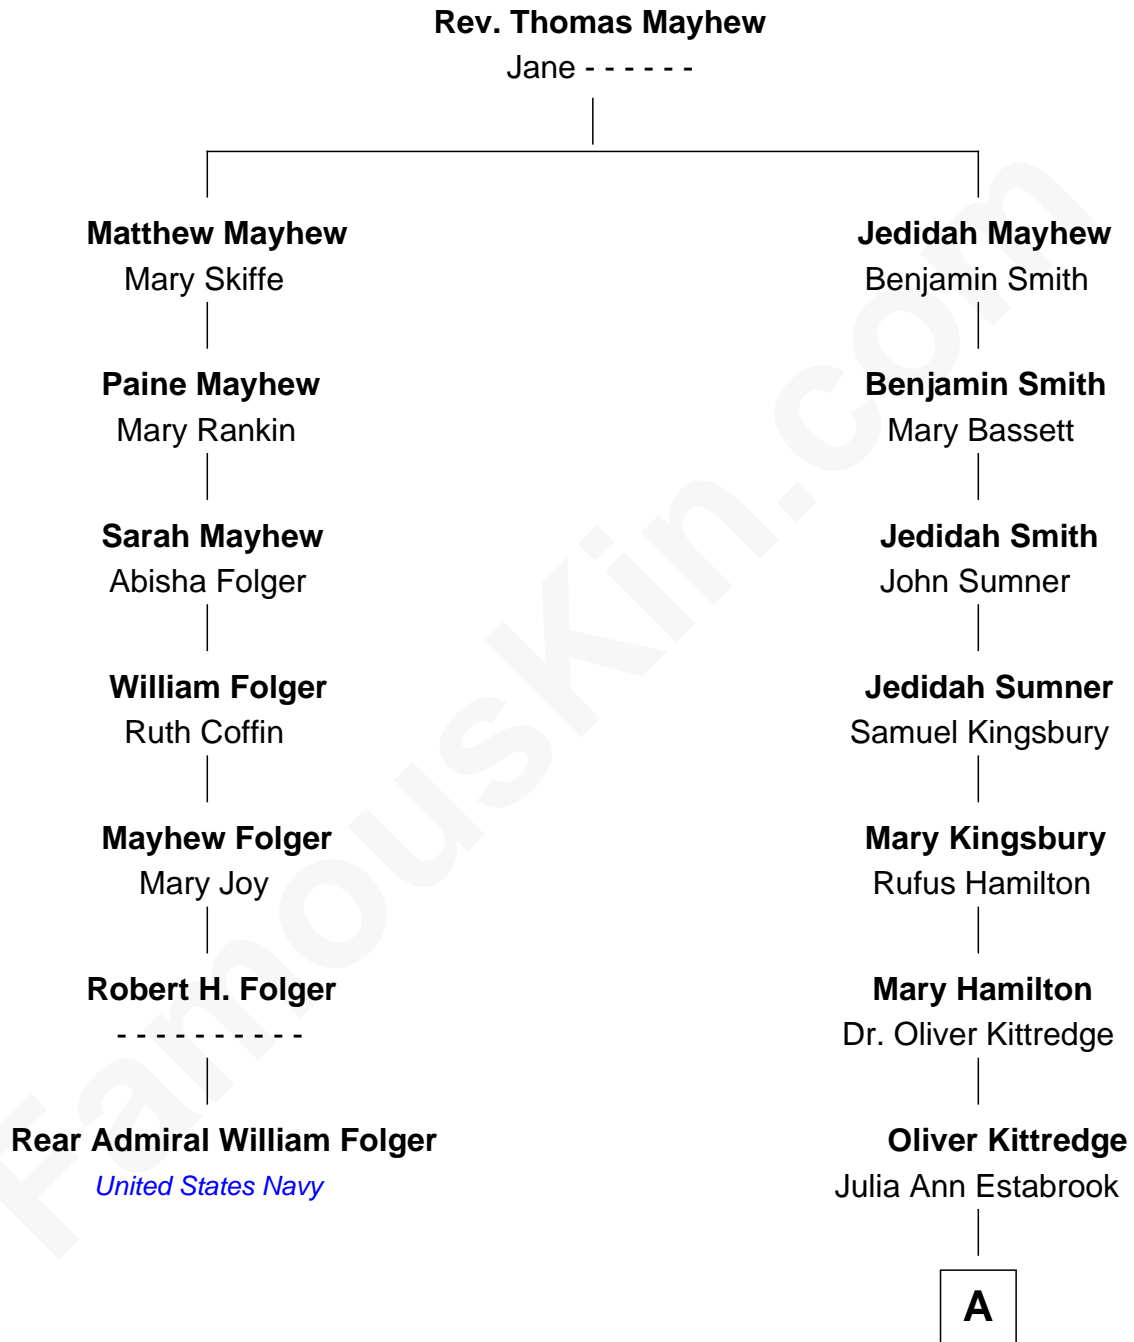 Rev. Thomas Mayhew
Jane - - - - - -
Matthew Mayhew
Mary Skiffe
Jedidah Mayhew
Benjamin Smith
Paine Mayhew
Mary Rankin
Benjamin Smith
Mary Bassett
Sarah Mayhew
Abisha Folger
Jedidah Smith
John Sumner
William Folger
Ruth Coffin
Jedidah Sumner
Samuel Kingsbury
Mayhew Folger
Mary Joy
Mary Kingsbury
Rufus Hamilton
Robert H. Folger
- - - - - - - - - -
Mary Hamilton
Dr. Oliver Kittredge
Rear Admiral William Folger
United States Navy
Oliver Kittredge
Julia Ann Estabrook
A
FamousKin.com